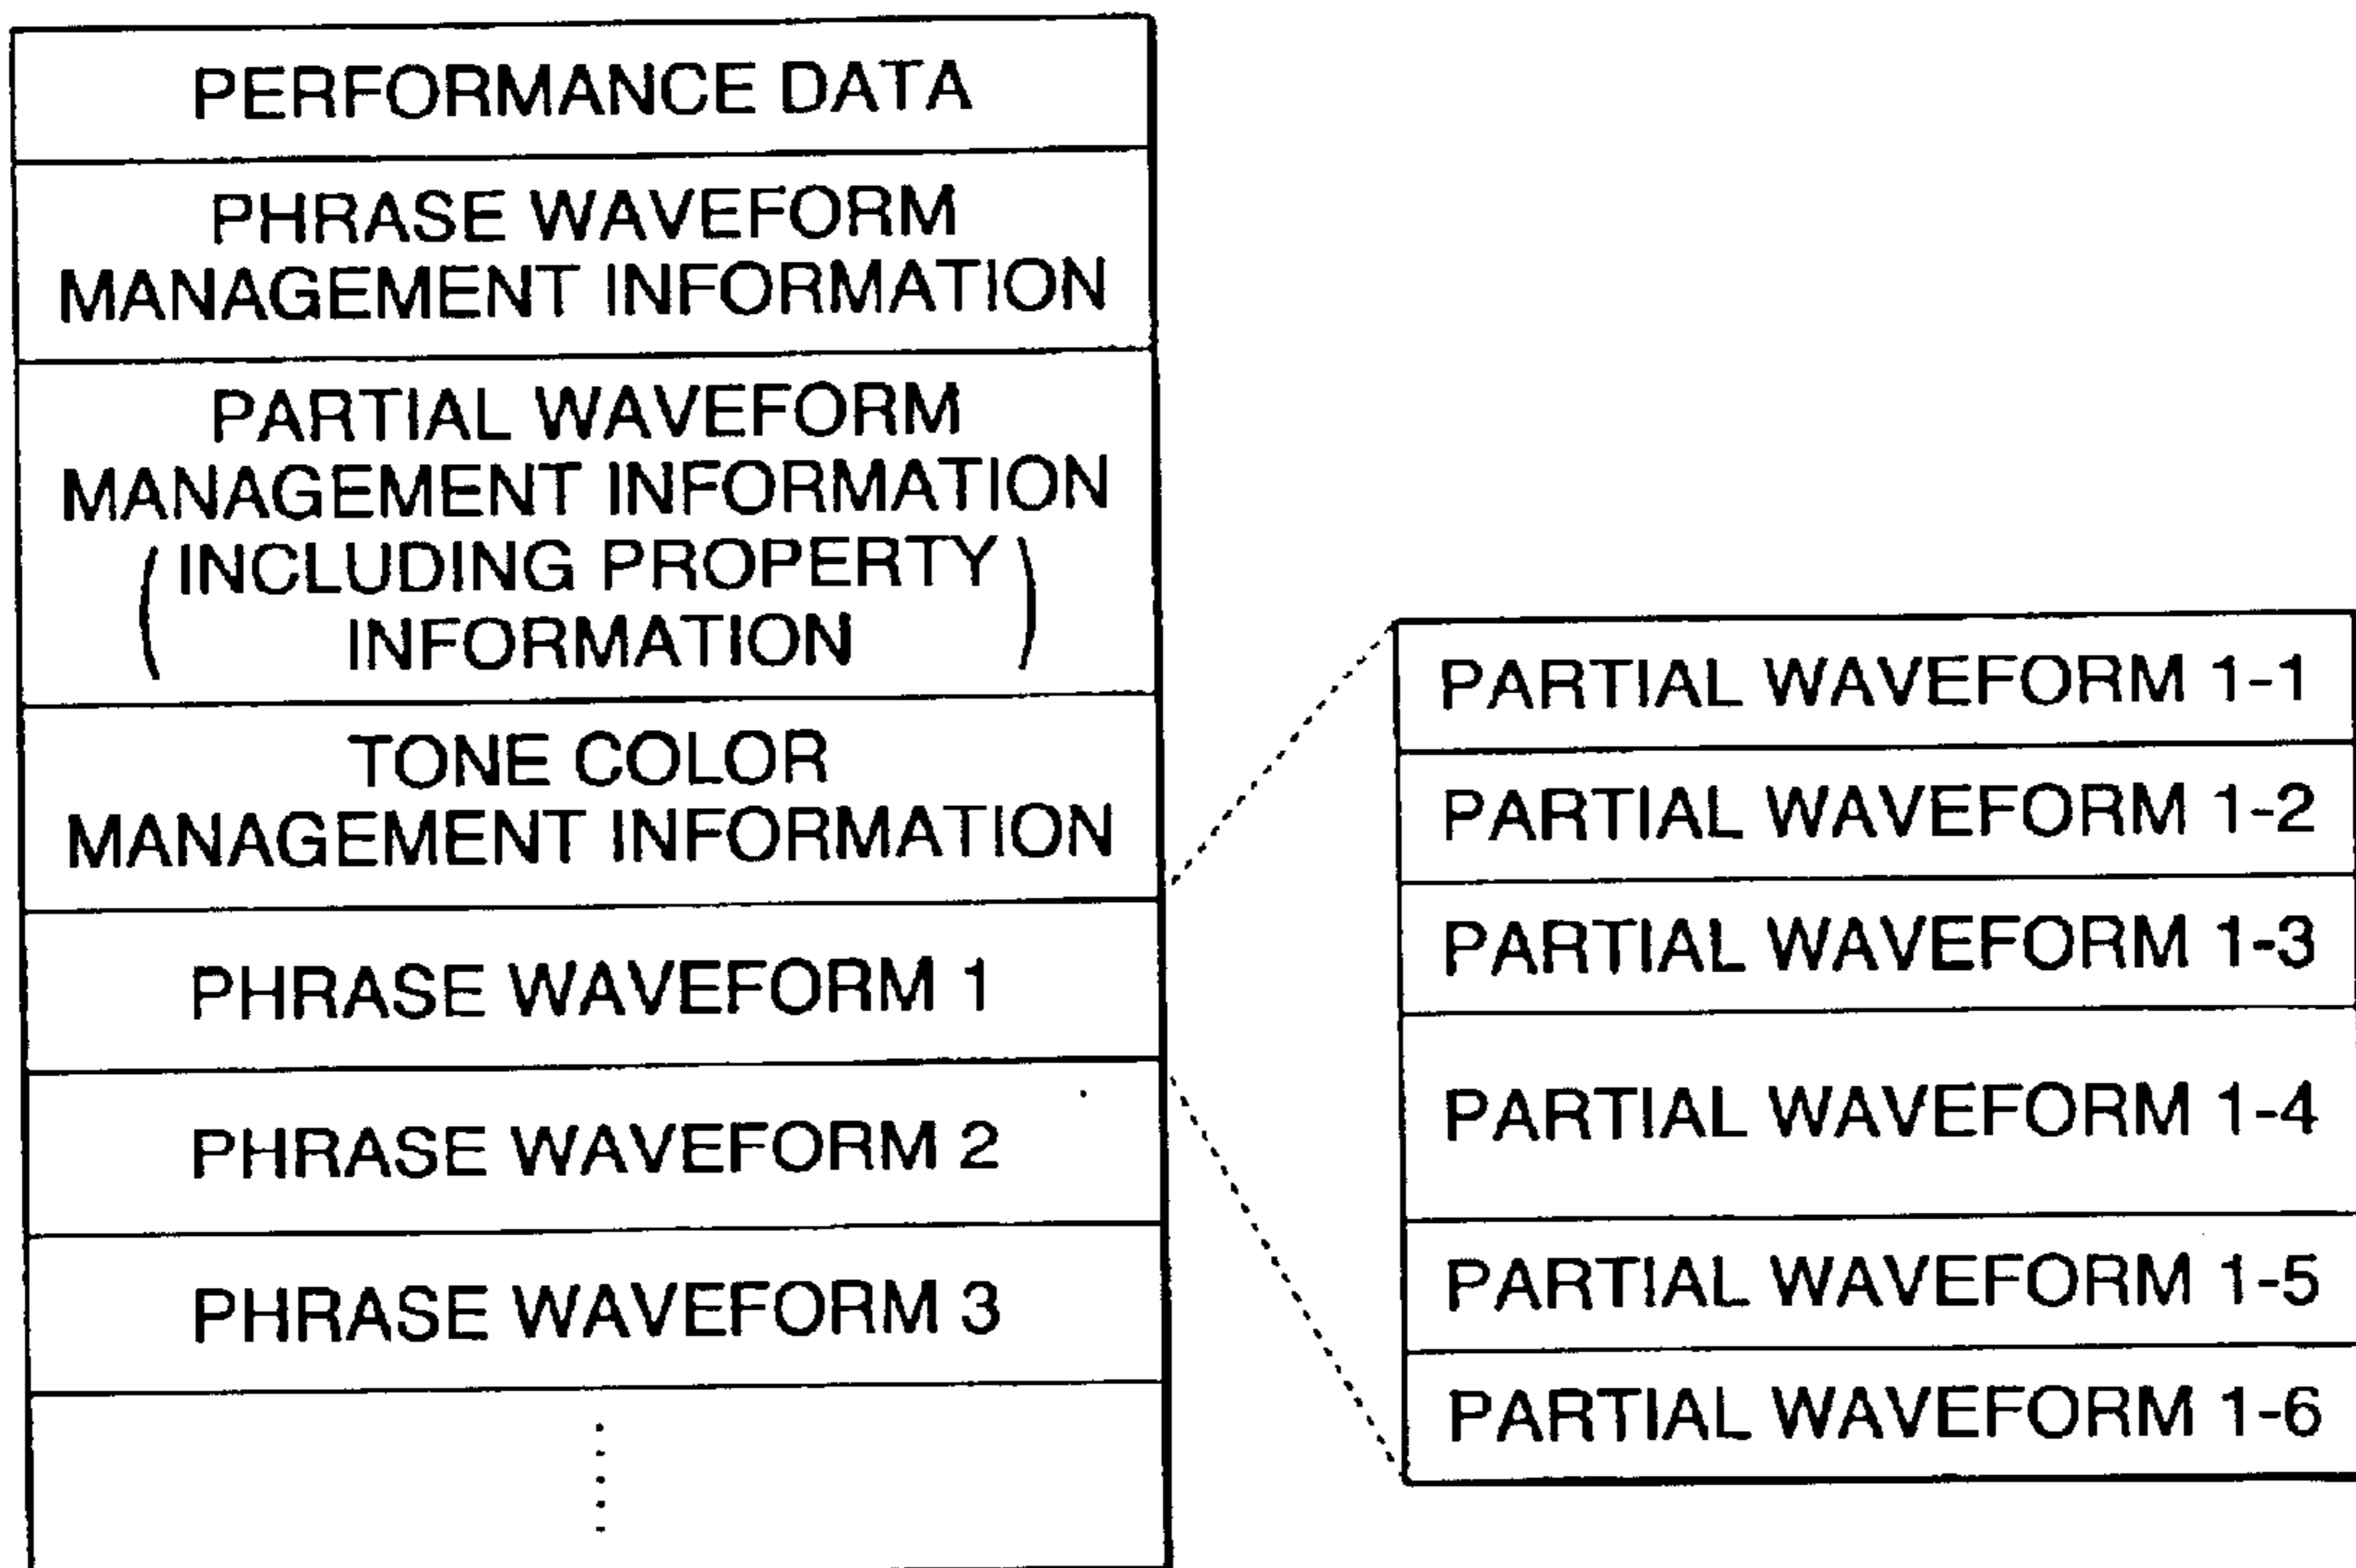 PERFORMANCE DATA
PHRASE WAVEFORM
MANAGEMENT INFORMATION
PARTIAL WAVEFORM
MANAGEMENT INFORMATION
(INCLUDING PROPERTY
INFORMATION)
TONE COLOR
MANAGEMENT INFORMATION
PHRASE WAVEFORM 1
PHRASE WAVEFORM 2
PHRASE WAVEFORM 3
PARTIAL WAVEFORM 1-1
PARTIAL WAVEFORM 1-2
PARTIAL WAVEFORM 1-3
PARTIAL WAVEFORM 1-4
PARTIAL WAVEFORM 1-5
PARTIAL WAVEFORM 1-6